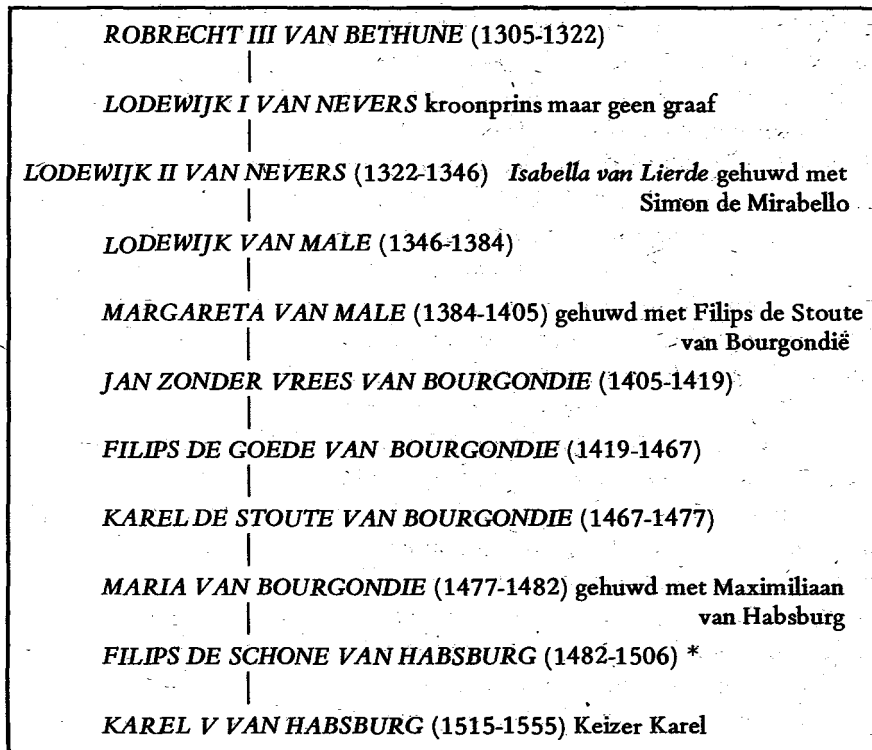 ROBRECHT III VAN BETHUNE (1305-1322)
LODEWIJK I VAN NEVERS kroonprins maar geen graaf
LODEWIJK II VAN NEVERS (1322-1346) Isabella van Lierde gehuwd met
Simon de Mirabello
LODEWIJK VAN MALE (1346-1384)
MARGARETA VAN MALE (1384-1405) gehuwd met Filips de Stoute
van Bourgondië
JAN ZONDER VREES VAN BOURGONDIE (1405-1419)
FILIPS DE GOEDE VAN BOURGONDIE (1419-1467)
KAREL DE STOUTE VAN BOURGONDIE (1467-1477)
MARIA VAN BOURGONDIE (1477-1482) gehuwd met Maximiliaan
van Habsburg
FILIPS DE SCHONE VAN HABSBURG (1482-1506) *
KAREL V VAN HABSBURG (1515-1555) Keizer Karel